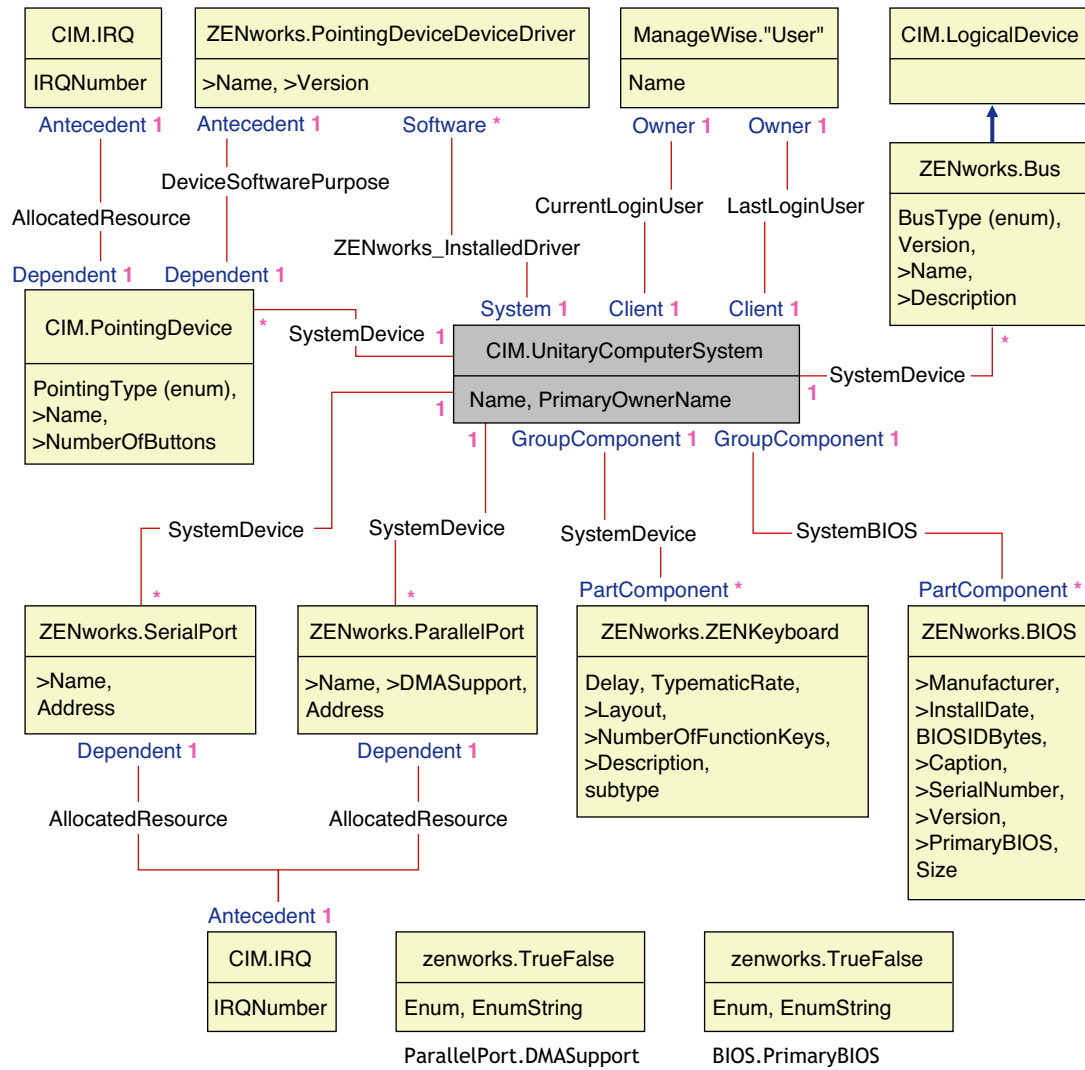 CIM.IRQ
IRQNumber
ZENworks.PointingDeviceDeviceDriver
>Name, >Version
ManageWise."User"
Name
CIM.LogicalDevice
Antecedent 1
Antecedent 1
Software *
Owner 1
Owner 1
AllocatedResource
DeviceSoftwarePurpose
ZENworks_InstalledDriver
CurrentLoginUser
LastLoginUser
ZENworks.Bus
BusType (enum),
Version,
>Name,
>Description
Dependent 1
Dependent 1
System 1
Client 1
Client 1
CIM.PointingDevice
PointingType (enum),
>Name,
>NumberOfButtons
*
SystemDevice
1
CIM.UnitaryComputerSystem
Name, PrimaryOwnerName
*
SystemDevice
1
1
1
GroupComponent 1
GroupComponent 1
SystemDevice
SystemDevice
SystemDevice
SystemBIOS
*
*
PartComponent *
PartComponent *
ZENworks.SerialPort
>Name,
Address
ZENworks.ParallelPort
>Name, >DMASupport,
Address
ZENworks.ZENKeyboard
Delay, TypematicRate,
>Layout,
>NumberOfFunctionKeys,
>Description,
subtype
ZENworks.BIOS
>Manufacturer,
>InstallDate,
BIOSIDBytes,
>Caption,
>SerialNumber,
>Version,
>PrimaryBIOS,
Size
Dependent 1
Dependent 1
AllocatedResource
AllocatedResource
Antecedent 1
CIM.IRQ
IRQNumber
zenworks.TrueFalse
Enum, EnumString
zenworks.TrueFalse
Enum, EnumString
ParallelPort.DMASupport
BIOS.PrimaryBIOS